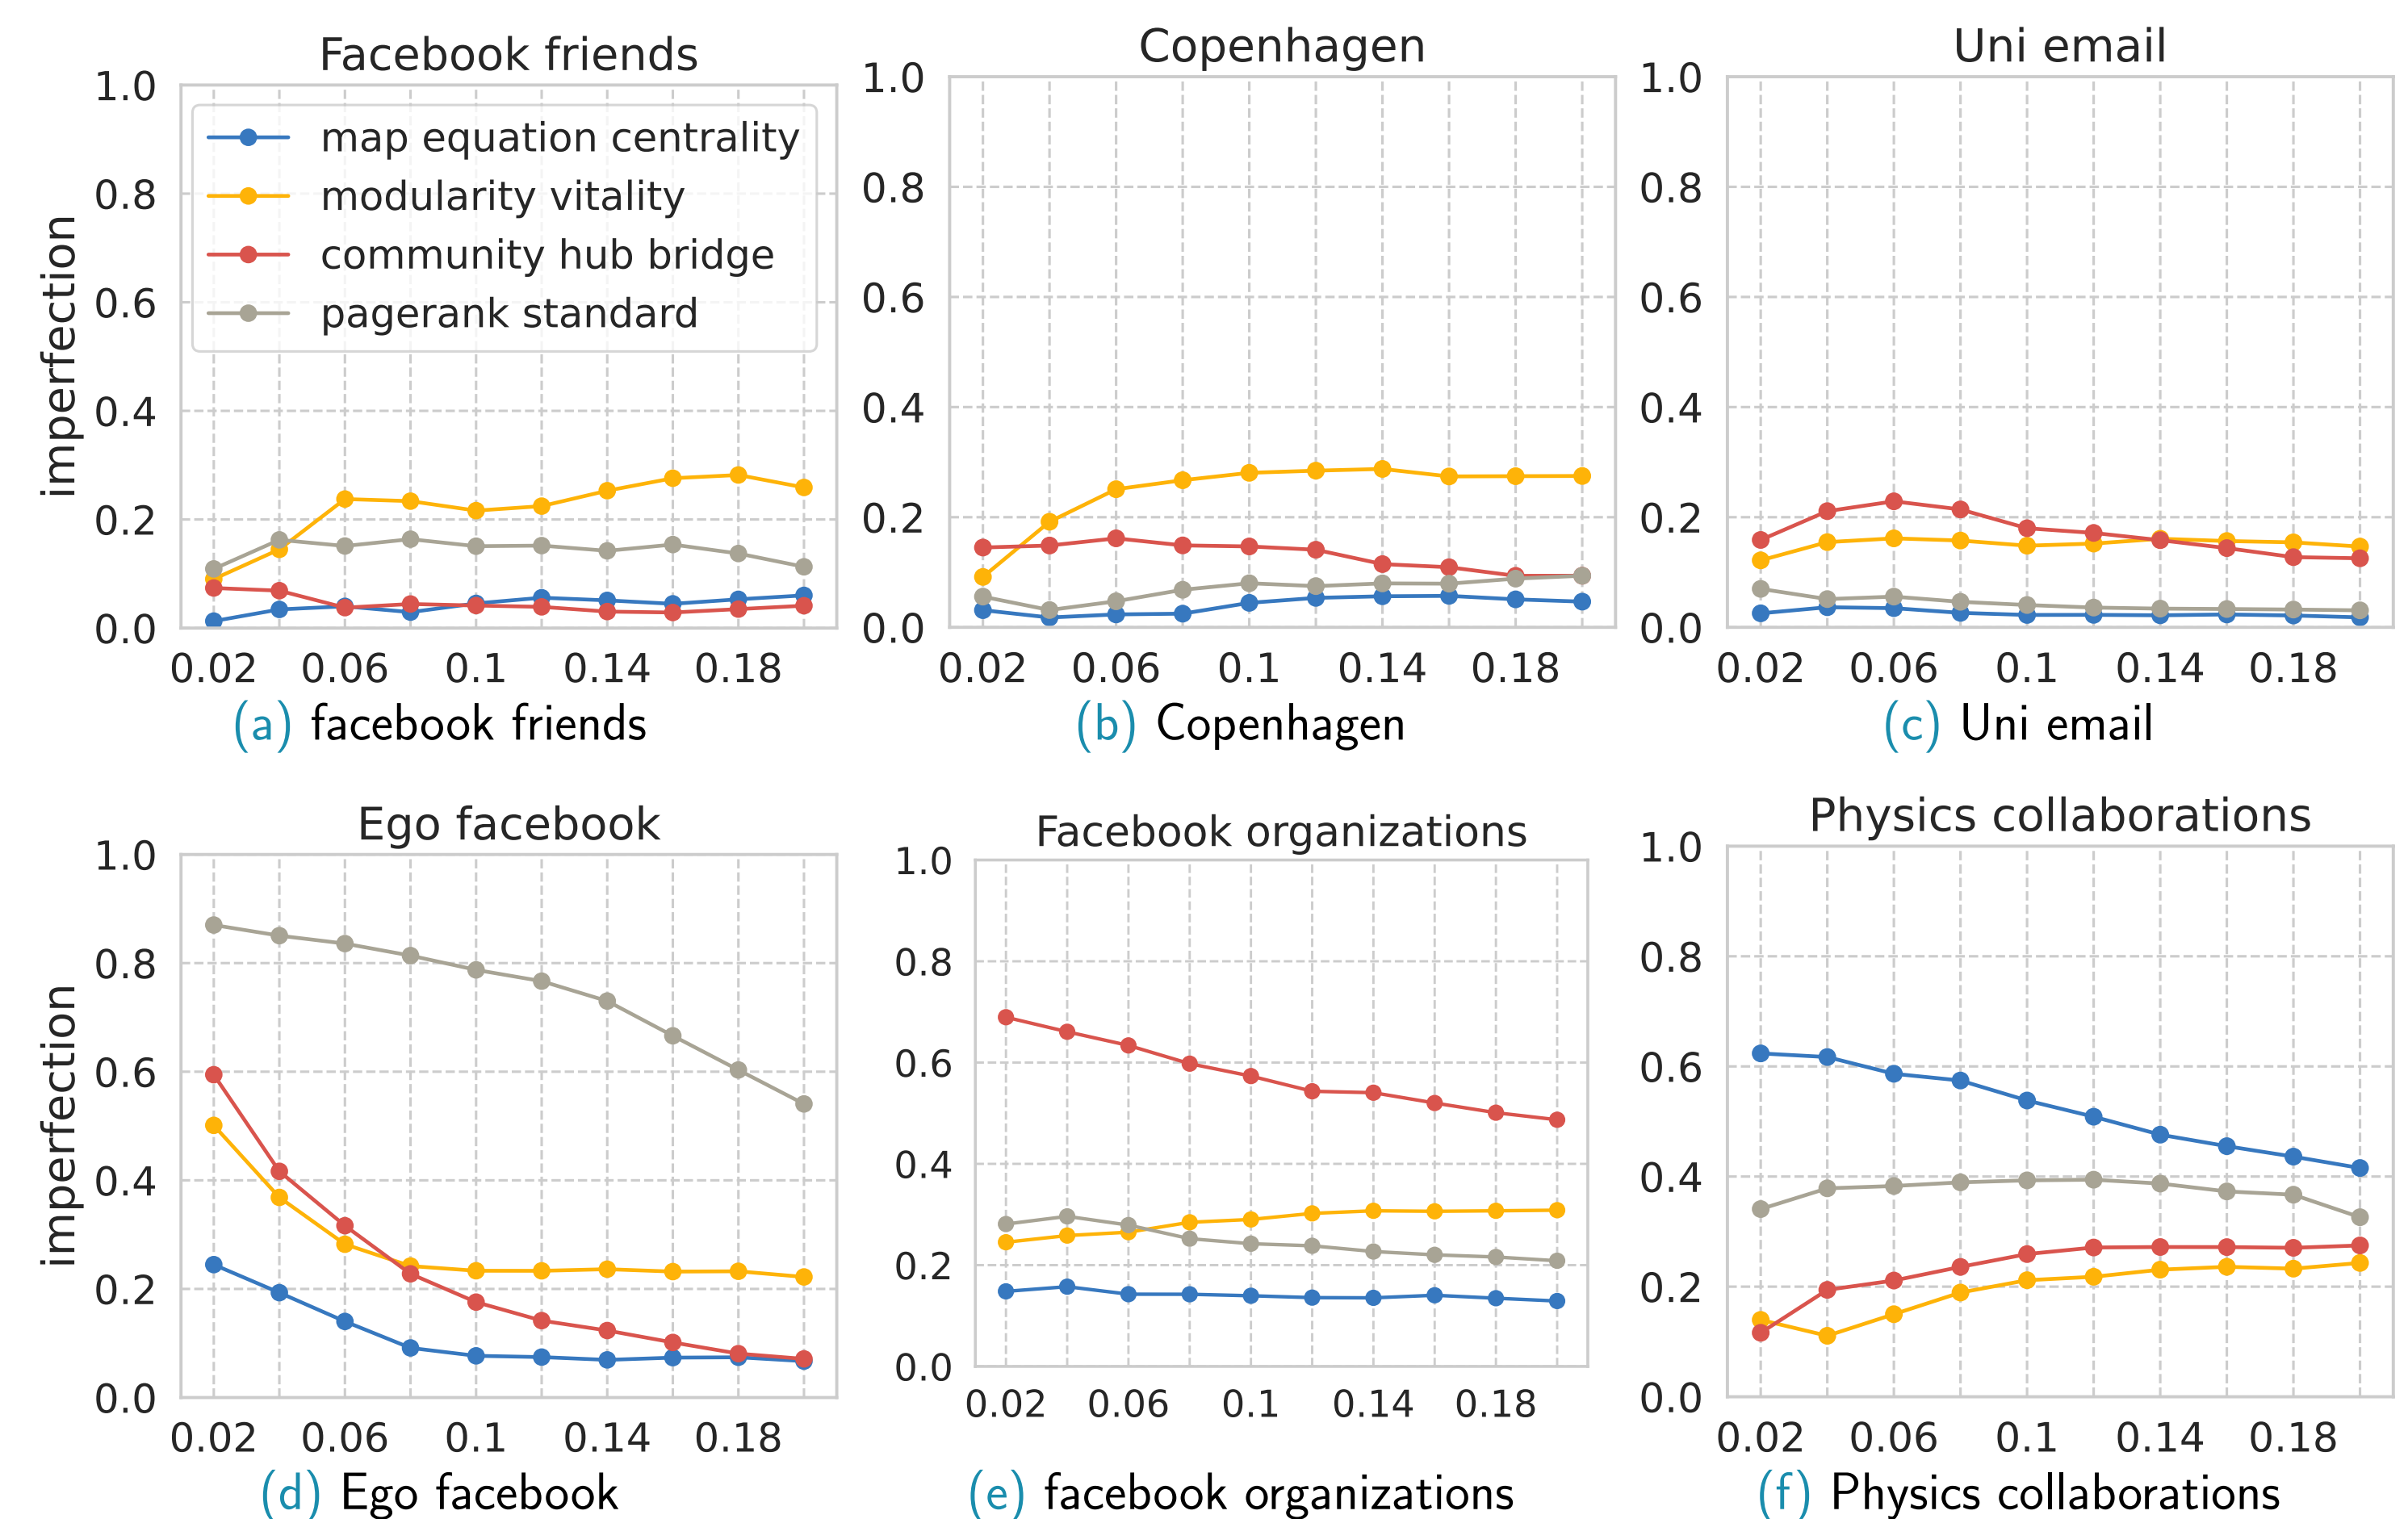 Facebook friends
1.0
0.8
0.6
0.4
0.2
0.0
imperfection
map equation centrality
modularity vitality
community hub bridge
pagerank standard
0.02 0.06 0.1 0.14 0.18
(a) facebook friends
Copenhagen
1.0
0.8
0.6
0.4
0.2
0.0
0.02 0.06 0.1 0.14 0.18
(b) Copenhagen
Uni email
1.0
0.8
0.6
0.4
0.2
0.0
0.02 0.06 0.1 0.14 0.18
(c) Uni email
Ego facebook
1.0
0.8
0.6
0.4
0.2
0.0
imperfection
0.02 0.06 0.1 0.14 0.18
(d) Ego facebook
Facebook organizations
1.0
0.8
0.6
0.4
0.2
0.0
0.02 0.06 0.1 0.14 0.18
(e) facebook organizations
Physics collaborations
1.0
0.8
0.6
0.4
0.2
0.0
0.02 0.06 0.1 0.14 0.18
(f) Physics collaborations